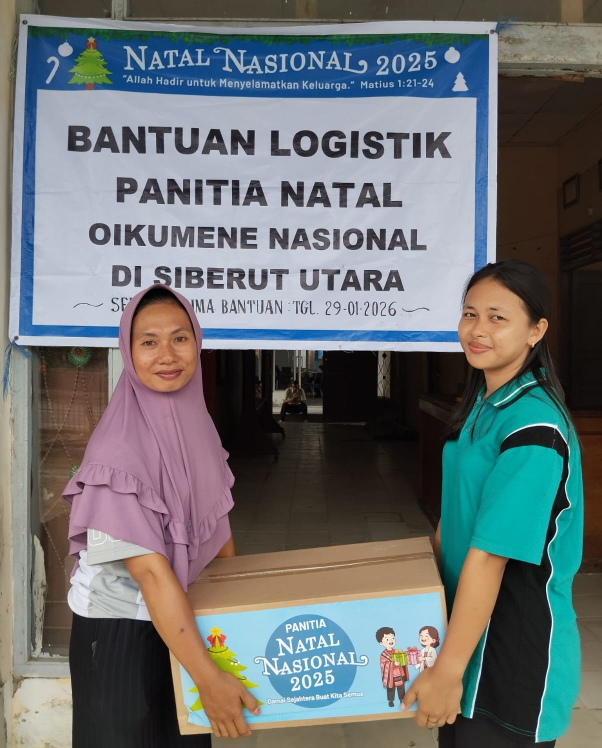 NATAL NASIONAL 2025
"Allah Hadir untuk Menyelamatkan Keluarga." Matius 1:21-24
BANTUAN LOGISTIK
PANITIA NATAL
OIKUMENE NASIONAL
DI SIBERUT UTARA
BANTUAN : TGL. 29-01-2026
PANITIA
NATAL
NASIONAL
2025
Damai Sejahtera Buat Kita Semua